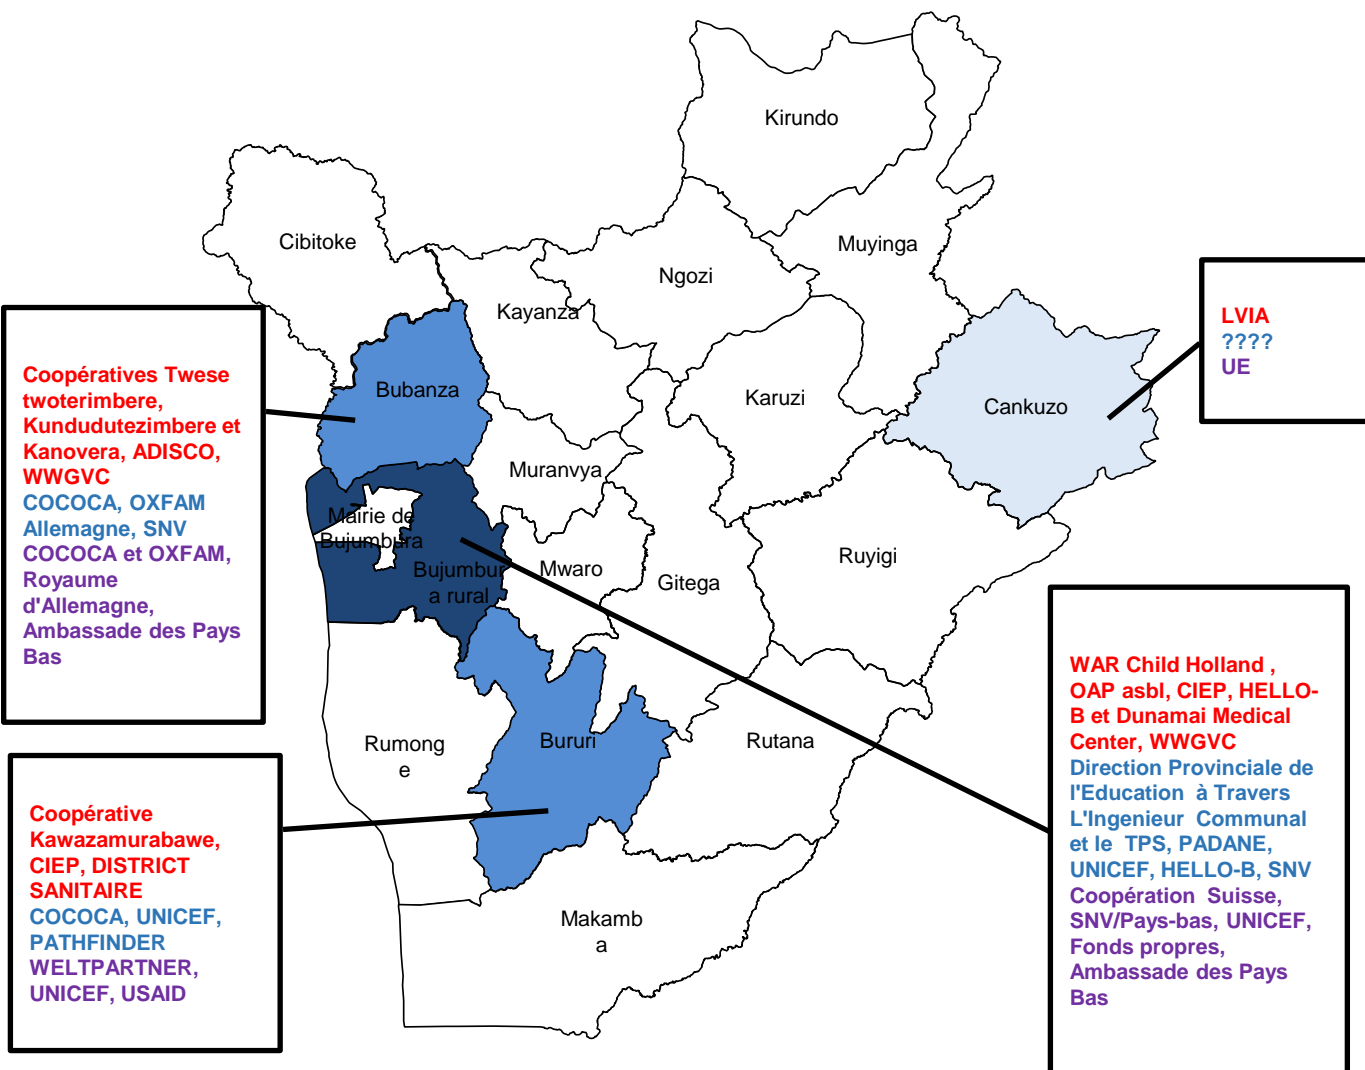 Kirundo
Cibitoke
Muyinga
Ngozi
Kayanza
Bubanza
Karuzi
Cankuzo
Muranvya
Mairie de
Bujumbura
Bujumbur
a rural
Mwaro
Gitega
Ruyigi
Rumong
e
Bururi
Rutana
Makamb
a
Coopératives Twese
twoterimbere,
Kundudutezimbere et
Kanovera, ADISCO,
WWGVC
COCOCA, OXFAM
Allemagne, SNV
COCOCA et OXFAM,
Royaume
d'Allemagne,
Ambassade des Pays
Bas
LVIA
????
UE
Coopérative
Kawazamurabawe,
CIEP, DISTRICT
SANITAIRE
COCOCA, UNICEF,
PATHFINDER
WELTPARTNER,
UNICEF, USAID
WAR Child Holland ,
OAP asbl, CIEP, HELLO-
B et Dunamai Medical
Center, WWGVC
Direction Provinciale de
l'Education à Travers
L'Ingenieur Communal
et le TPS, PADANE,
UNICEF, HELLO-B, SNV
Coopération Suisse,
SNV/Pays-bas, UNICEF,
Fonds propres,
Ambassade des Pays
Bas